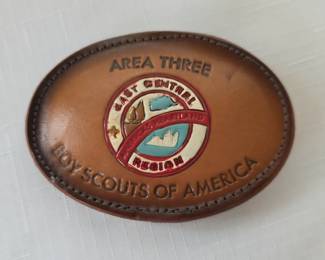 AREA THREE
EAST CENTRAL
REGION
BOY SCOUTS OF AMERICA